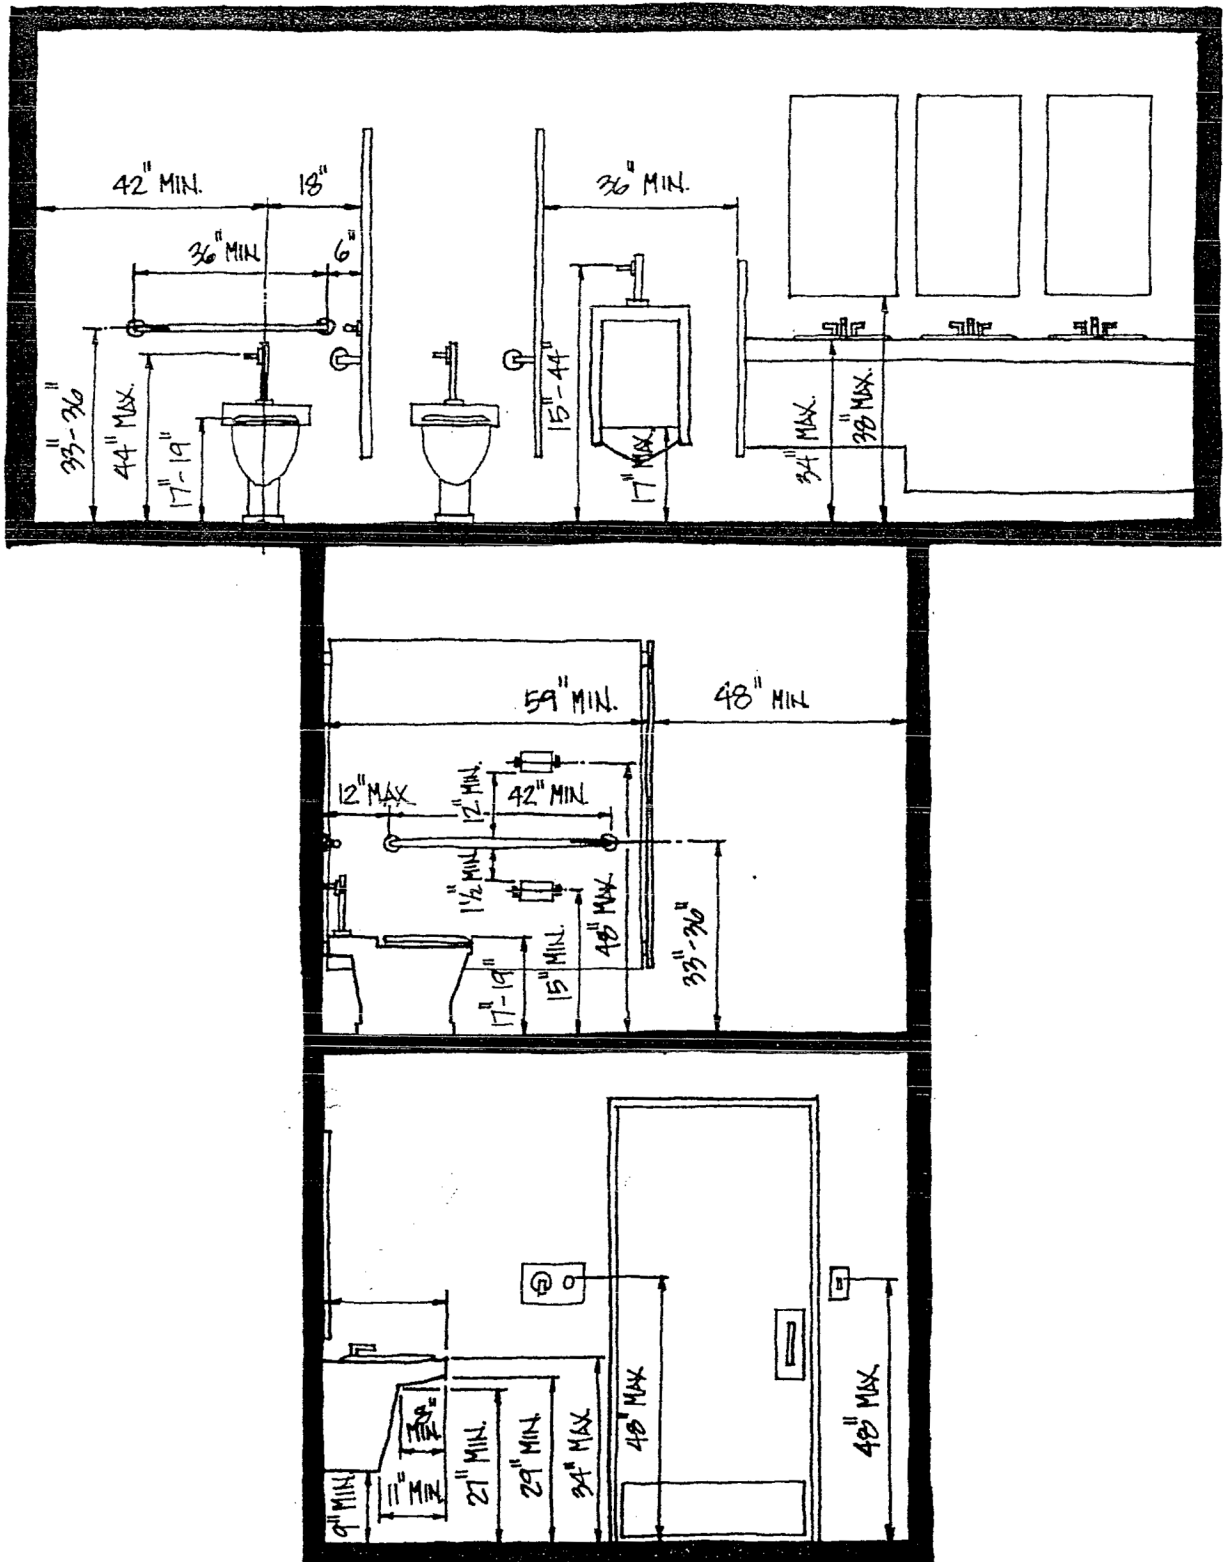 42" MIN.
18"
36" MIN.
36" MIN
6"
33"-36"
44" MAX.
17"-19"
15"-44"
17" MAX
34" MAX.
38" MAX.
59" MIN.
48" MIN
12" MAX
12" MIN.
42" MIN.
1½" MIN
48" MAX
15" MIN.
17"-19"
33"-36"
9" MIN.
11" MIN
27" MIN.
29" MIN.
34" MAX
48" MAX
48" MAX